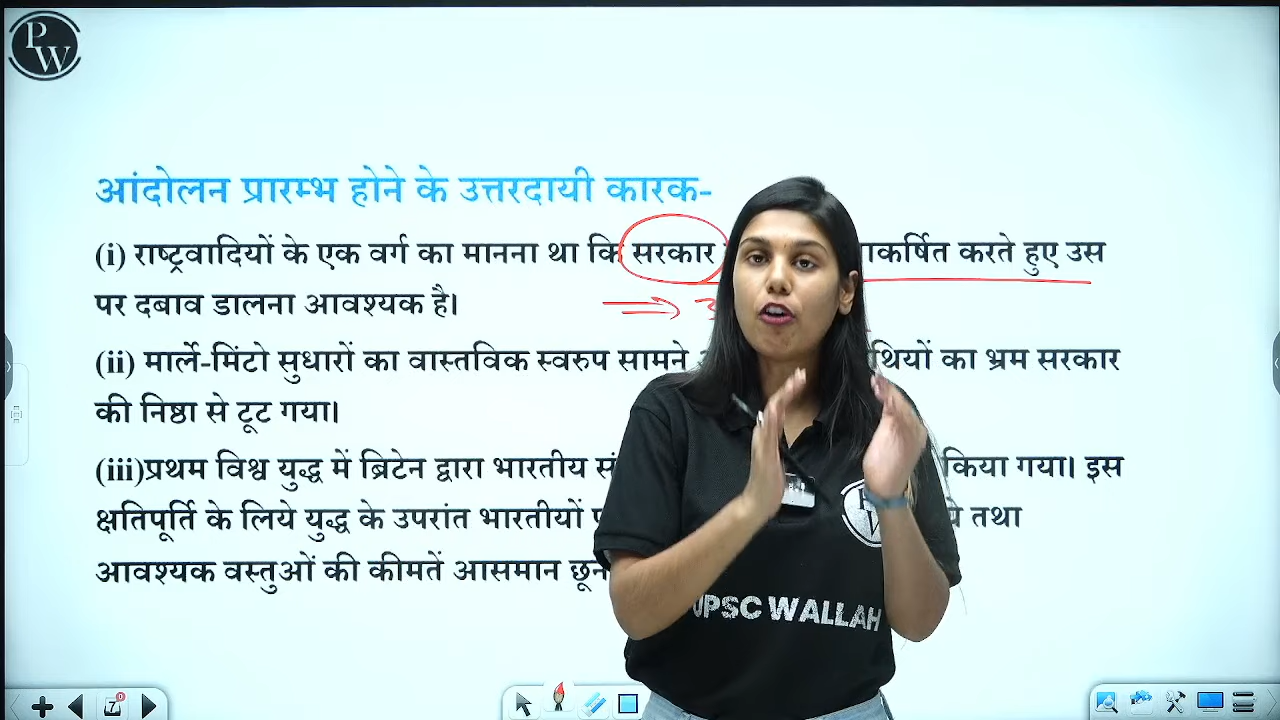 PW
आंदोलन प्रारम्भ होने के उत्तरदायी कारक-
(i) राष्ट्रवादियों के एक वर्ग का मानना था कि सरकार करते हुए उस
पर दबाव डालना आवश्यक है।
(ii) मार्ले-मिंटो सुधारों का वास्तविक स्वरुप सामने का भ्रम सरकार
की निष्ठा से टूट गया।
(iii)प्रथम विश्व युद्ध में ब्रिटेन द्वारा भारतीय किया गया। इस
क्षतिपूर्ति के लिये युद्ध के उपरांत भारतीयों तथा
आवश्यक वस्तुओं की कीमतें आसमान
WALLAH